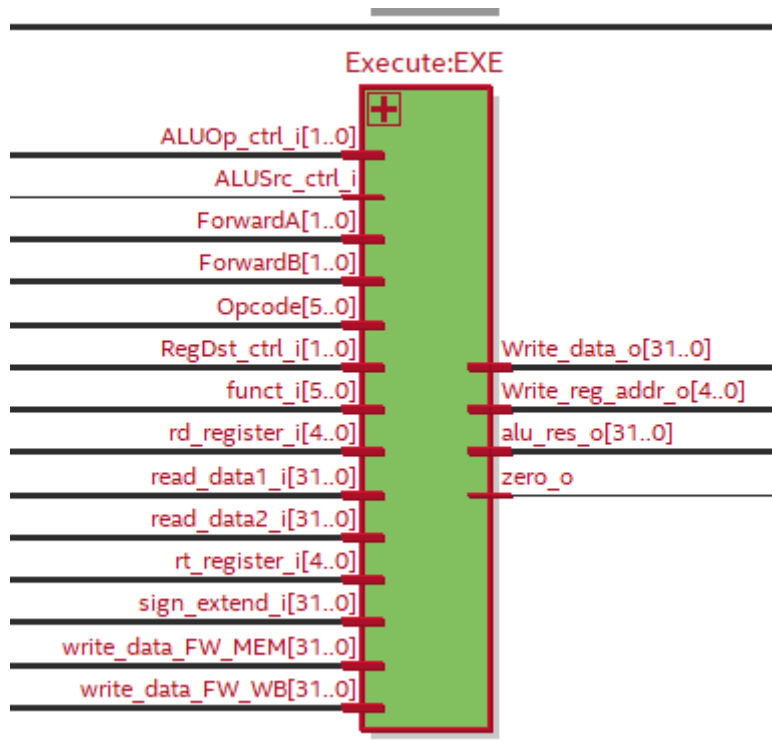 Execute:EXE
ALUOp_ctrl_i[1..0]
ALUSrc_ctrl_i
ForwardA[1..0]
ForwardB[1..0]
Opcode[5..0]
RegDst_ctrl_i[1..0]
funct_i[5..0]
rd_register_i[4..0]
read_data1_i[31..0]
read_data2_i[31..0]
rt_register_i[4..0]
sign_extend_i[31..0]
write_data_FW_MEM[31..0]
write_data_FW_WB[31..0]
Write_data_o[31..0]
Write_reg_addr_o[4..0]
alu_res_o[31..0]
zero_o